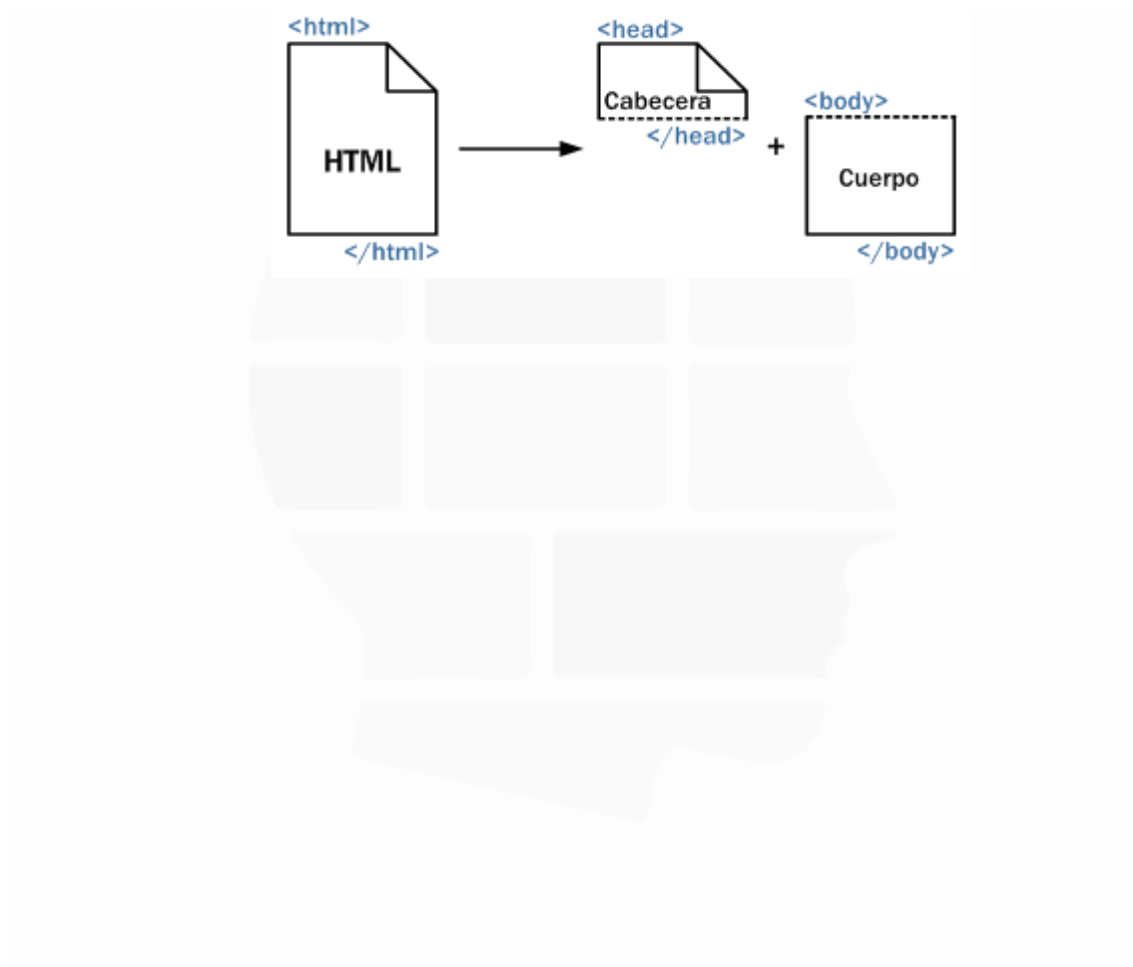 <html>
HTML
</html>
<head>
Cabecera
</head>
+
<body>
Cuerpo
</body>